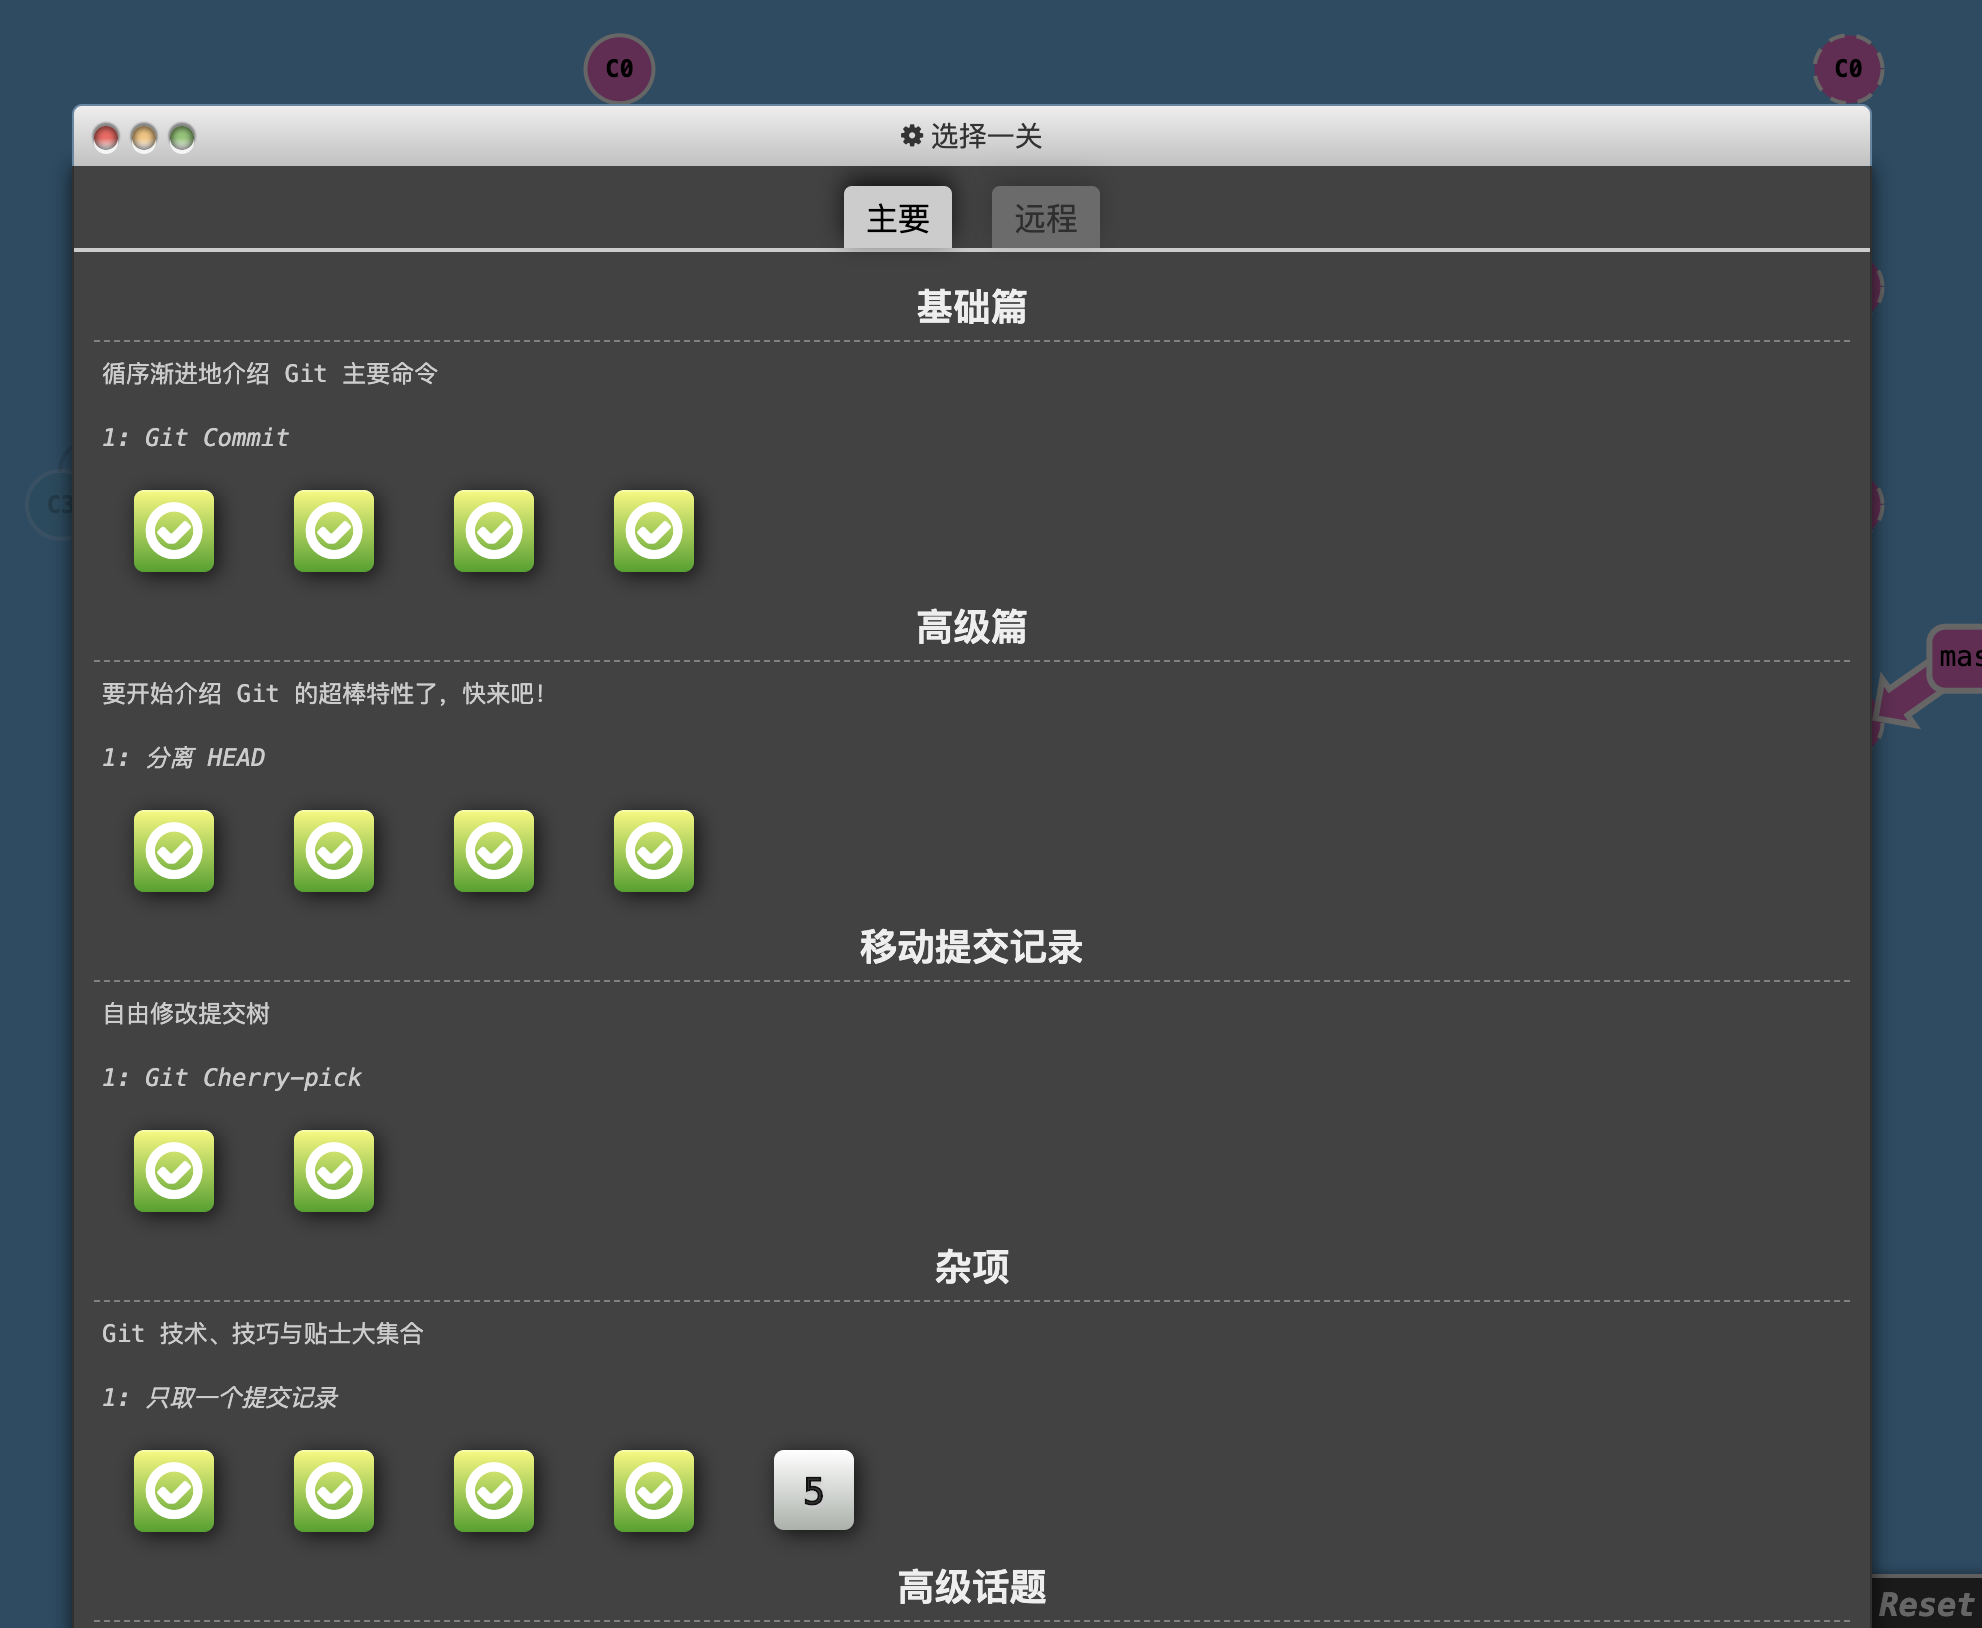 C0
C0
选择一关
主要
远程
基础篇
循序渐进地介绍 Git 主要命令
1: Git Commit
C3
高级篇
mas
要开始介绍 Git 的超棒特性了，快来吧！
1: 分离 HEAD
移动提交记录
自由修改提交树
1: Git Cherry-pick
杂项
Git 技术、技巧与贴士大集合
1: 只取一个提交记录
5
高级话题
Reset